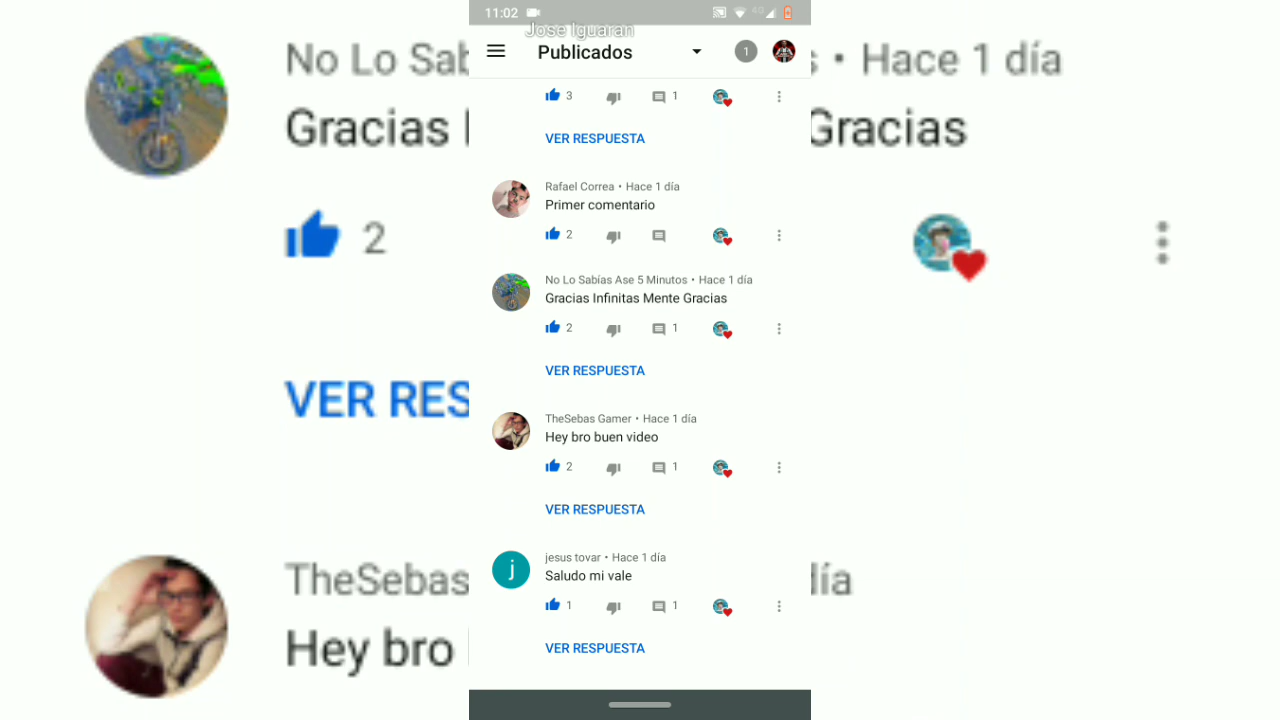 11:02
4G
Jose Iguaran
Publicados
1
3
1
VER RESPUESTA
Rafael Correa • Hace 1 día
Primer comentario
2
No Lo Sabías Ase 5 Minutos • Hace 1 día
Gracias Infinitas Mente Gracias
2
1
VER RESPUESTA
TheSebas Gamer • Hace 1 día
Hey bro buen video
2
1
VER RESPUESTA
j
jesus tovar • Hace 1 día
Saludo mi vale
1
1
VER RESPUESTA
No Lo Sab
s • Hace 1 día
Gracias
Gracias
2
VER RES
TheSebas
día
Hey bro